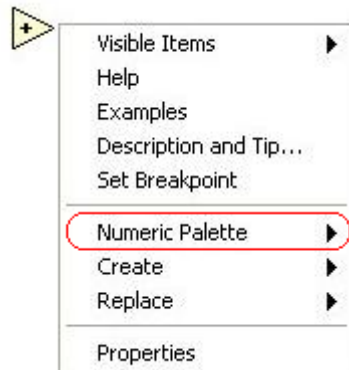 +
Visible Items
Help
Examples
Description and Tip...
Set Breakpoint
Numeric Palette
Create
Replace
Properties